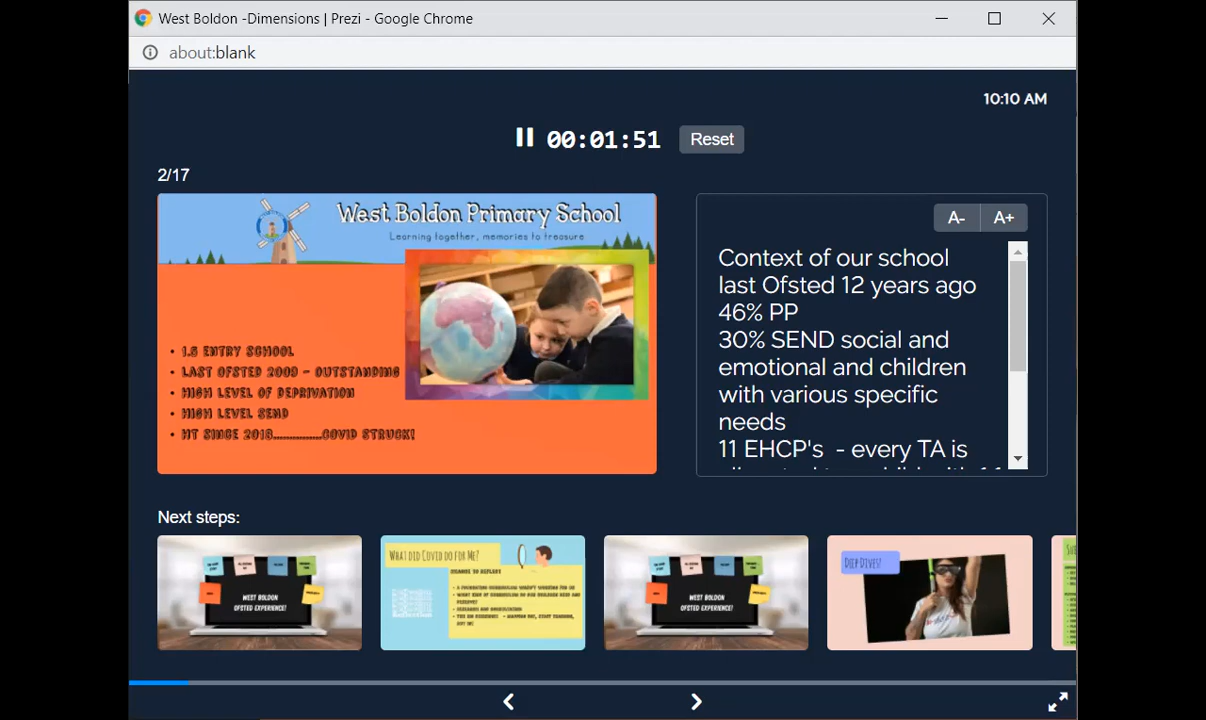 West Boldon -Dimensions | Prezi - Google Chrome
about:blank
10:10 AM
00:01:51 Reset
2/17
West Boldon Primary School
Learning together, memories to treasure
• 1.5 ENTRY SCHOOL
• LAST OFSTED 2009 - OUTSTANDING
• HIGH LEVEL OF DEPRIVATION
• HIGH LEVEL SEND
• HT SINCE 2018...............COVID STRUCK!
A- A+
Context of our school
last Ofsted 12 years ago
46% PP
30% SEND social and
emotional and children
with various specific
needs
11 EHCP's - every TA is
Next steps:
WEST BOLDON
OFSTED EXPERIENCE!
WHAT DID COVID DO FOR ME?
CHANCE TO REFLECT
WEST BOLDON
OFSTED EXPERIENCE!
DEEP DIVES!